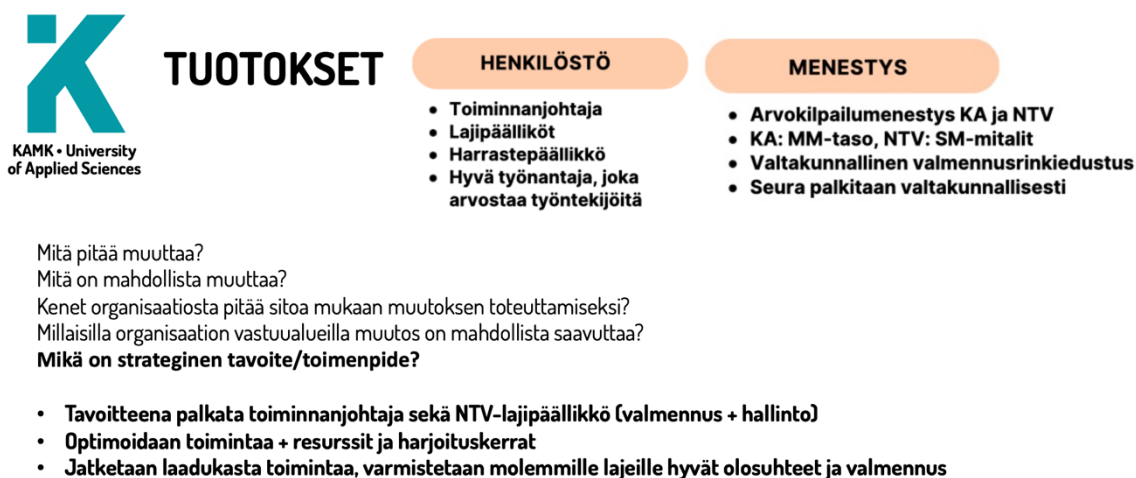 KAMK • University
of Applied Sciences
TUOTOKSET
HENKILÖSTÖ
• Toiminnanjohtaja
• Lajipäälliköt
• Harrastepäällikkö
• Hyvä työnantaja, joka
arvostaa työntekijöitä
MENESTYS
• Arvokilpailumenestys KA ja NTV
• KA: MM-taso, NTV: SM-mitalit
• Valtakunnallinen valmennusrinkiedustus
• Seura palkitaan valtakunnallisesti
Mitä pitää muuttaa?
Mitä on mahdollista muuttaa?
Kenet organisaatiosta pitää sitoa mukaan muutoksen toteuttamiseksi?
Millaisilla organisaation vastuualueilla muutos on mahdollista saavuttaa?
Mikä on strateginen tavoite/toimenpide?
• Tavoitteena palkata toiminnanjohtaja sekä NTV-lajipäällikkö (valmennus + hallinto)
• Optimoidaan toimintaa + resurssit ja harjoituskerrat
• Jatketaan laadukasta toimintaa, varmistetaan molemmille lajeille hyvät olosuhteet ja valmennus